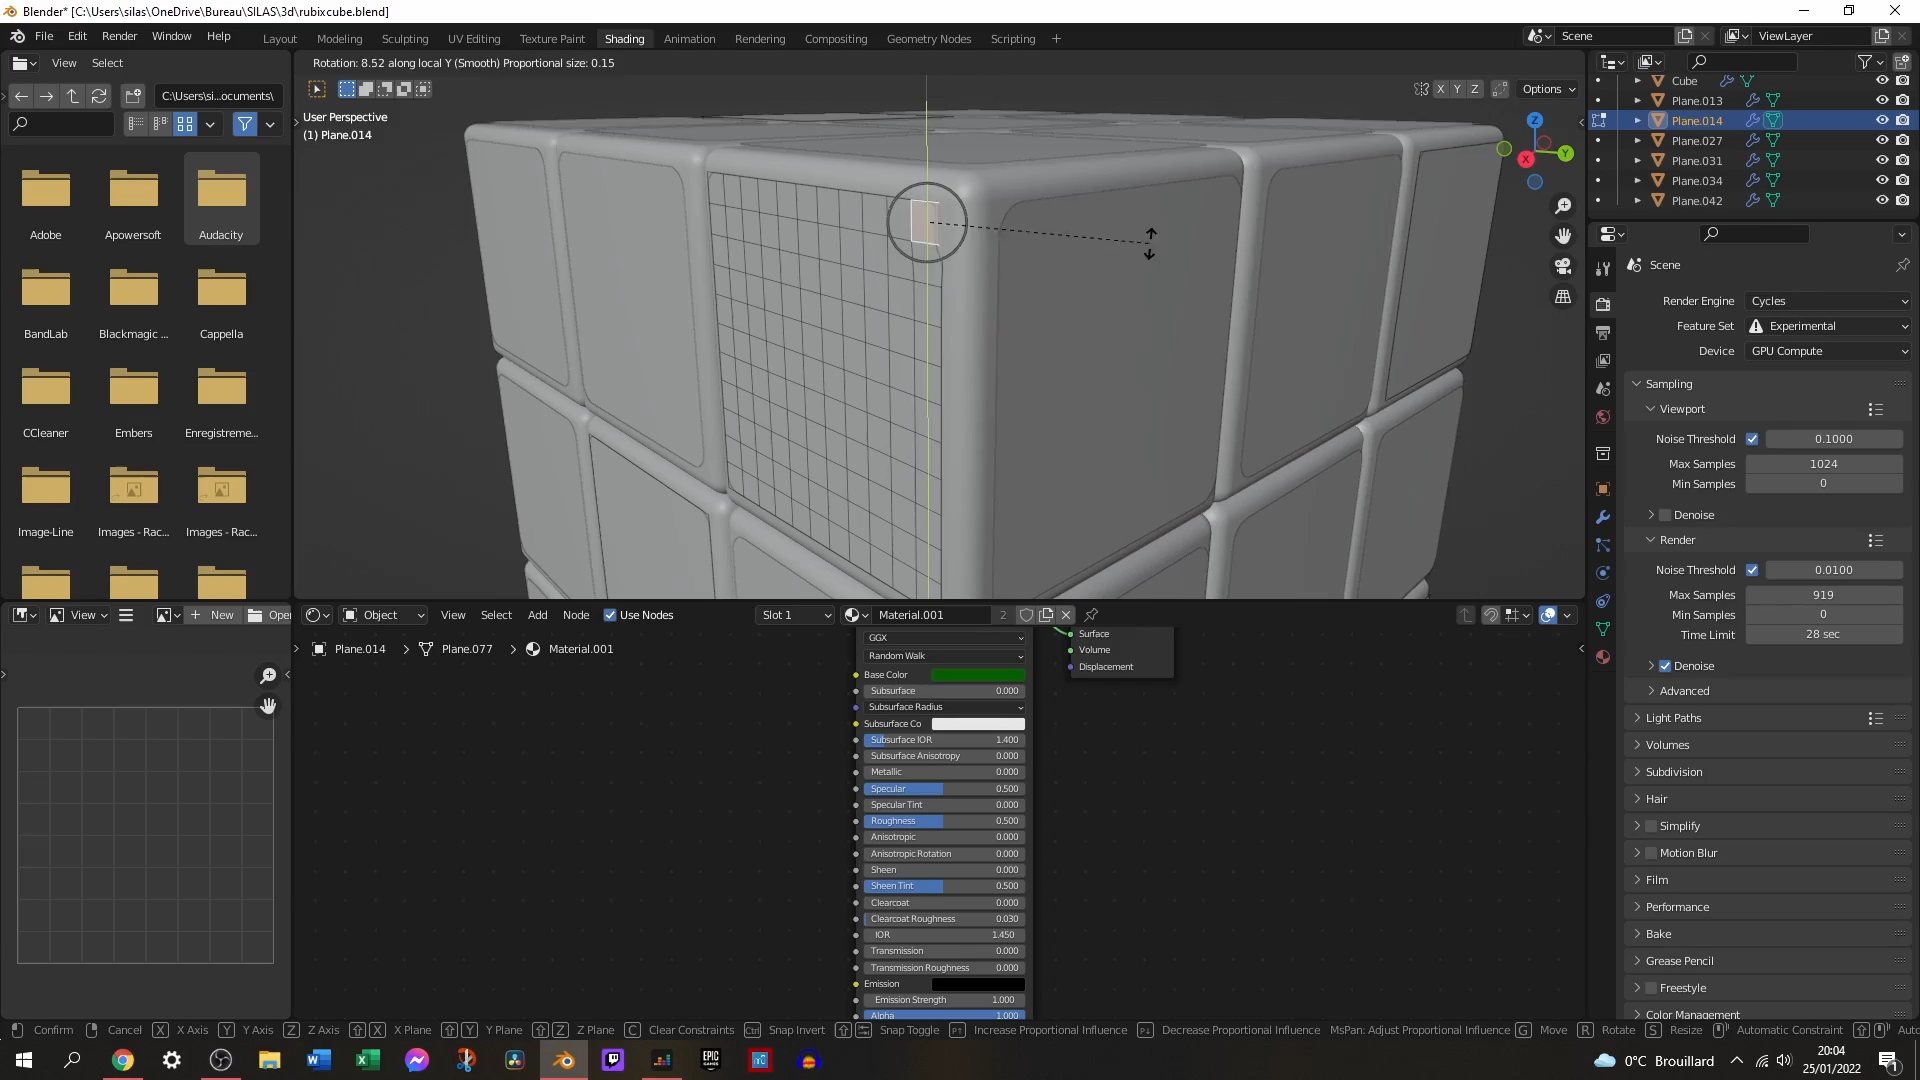 Blender* [C:\Users\silas\OneDrive\Bureau\SILAS\3d\rubixcube.blend]
File Edit Render Window Help Layout Modeling Sculpting UV Editing Texture Paint Shading Animation Rendering Compositing Geometry Nodes Scripting + Scene ViewLayer
View Select
Rotation: 8.52 along local Y (Smooth) Proportional size: 0.15
C:\Users\si...ocuments\
X Y Z Options
User Perspective
(1) Plane.014
Cube
Plane.013
Plane.014
Plane.027
Plane.031
Plane.034
Plane.042
Z
Y
X
Adobe Apowersoft Audacity
BandLab Blackmagic ... Cappella
CCleaner Embers Enregistreme...
Image-Line Images - Rac... Images - Rac...
Scene
Render Engine Cycles
Feature Set Experimental
Device GPU Compute
Sampling
Viewport
Noise Threshold 0.1000
Max Samples 1024
Min Samples 0
Denoise
Render
Noise Threshold 0.0100
Max Samples 919
Min Samples 0
Time Limit 28 sec
Denoise
Advanced
Light Paths
Volumes
Subdivision
Hair
Simplify
Motion Blur
Film
Performance
Bake
Grease Pencil
Freestyle
Color Management
View + New Open
Object View Select Add Node Use Nodes Slot 1 Material.001 2
Plane.014 > Plane.077 > Material.001
GGX
Random Walk
Base Color
Subsurface 0.000
Subsurface Radius
Subsurface Co
Subsurface IOR 1.400
Subsurface Anisotropy 0.000
Metallic 0.000
Specular 0.500
Specular Tint 0.000
Roughness 0.500
Anisotropic 0.000
Anisotropic Rotation 0.000
Sheen 0.000
Sheen Tint 0.500
Clearcoat 0.000
Clearcoat Roughness 0.030
IOR 1.450
Transmission 0.000
Transmission Roughness 0.000
Emission
Emission Strength 1.000
Alpha 1.000
Surface
Volume
Displacement
Confirm Cancel X X Axis Y Y Axis Z Z Axis X X Plane Y Y Plane Z Z Plane C Clear Constraints Ctrl Snap Invert Snap Toggle Increase Proportional Influence Decrease Proportional Influence MsPan: Adjust Proportional Influence G Move R Rotate S Resize Automatic Constraint Auto
EPIC GAMES
0°C Brouillard
20:04
25/01/2022
1